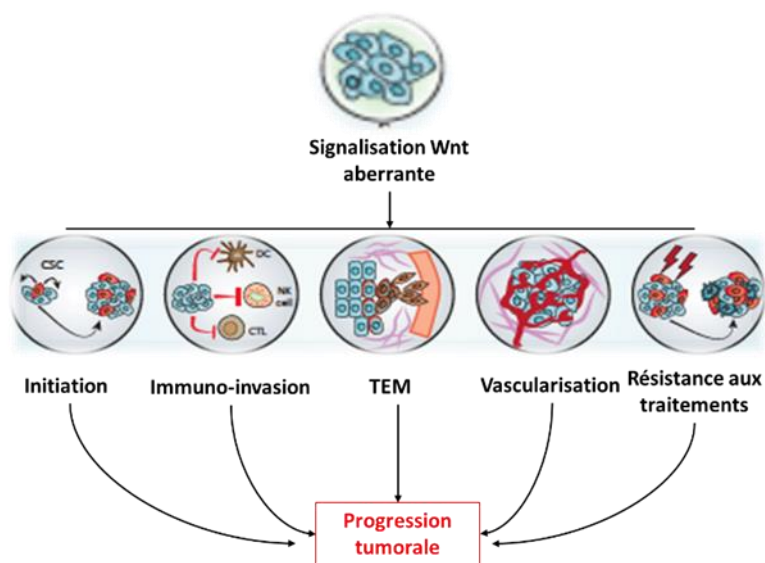 Signalisation Wnt
aberrante
CSC
DC
NK
cell
CTL
Initiation
Immuno-invasion
TEM
Vascularisation
Résistance aux
traitements
Progression
tumorale